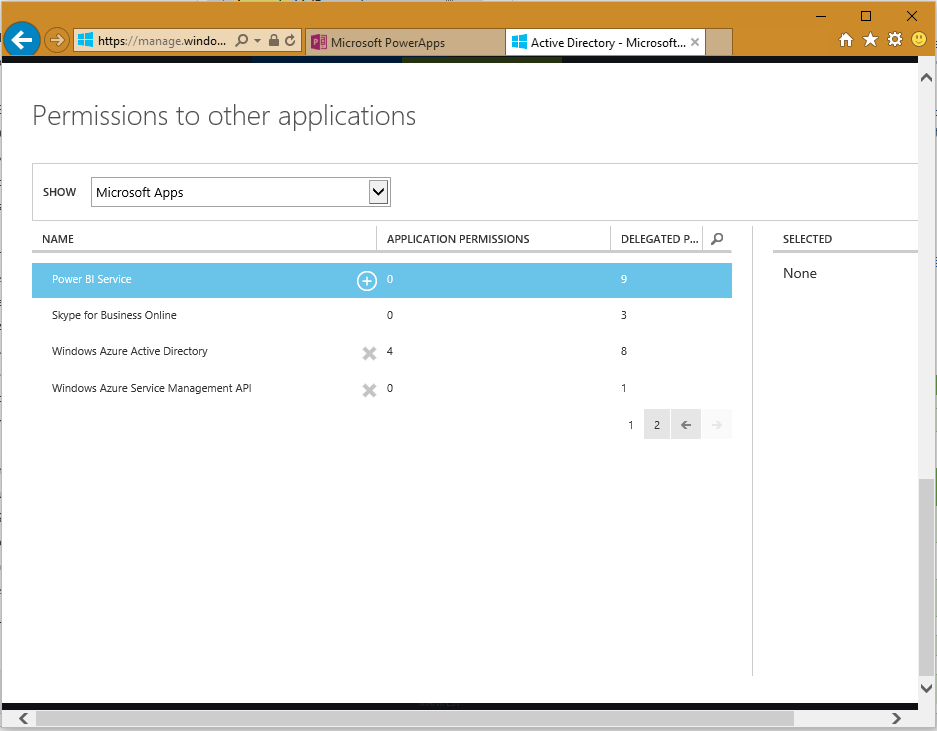 https://manage.windo...
Microsoft PowerApps
Active Directory - Microsoft...
Permissions to other applications
SHOW
Microsoft Apps
NAME
APPLICATION PERMISSIONS
DELEGATED P...
SELECTED
Power BI Service
0
9
None
Skype for Business Online
0
3
Windows Azure Active Directory
4
8
Windows Azure Service Management API
0
1
1
2